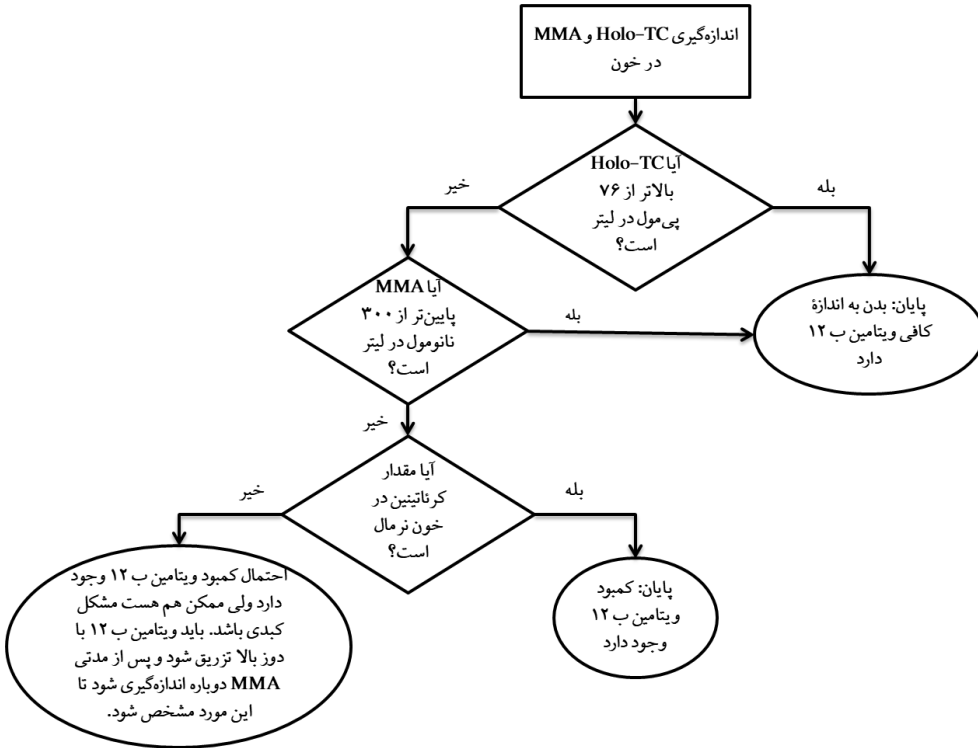 اندازه‌گیری Holo-TC و MMA
در خون
آیا Holo-TC
بالاتر از ۷۶
پی‌مول در لیتر
است؟
بله
خیر
آیا MMA
پایین‌تر از ۳۰۰
نانومول در لیتر
است؟
بله
خیر
پایان: بدن به اندازهٔ
کافی ویتامین ب ۱۲
دارد
آیا مقدار
کرئاتینین در
خون نرمال
است؟
بله
خیر
پایان: کمبود
ویتامین ب ۱۲
وجود دارد
احتمال کمبود ویتامین ب ۱۲ وجود
دارد ولی ممکن هم هست مشکل
کبدی باشد. باید ویتامین ب ۱۲ با
دوز بالا تزریق شود و پس از مدتی
MMA دوباره اندازه‌گیری شود تا
این مورد مشخص شود.